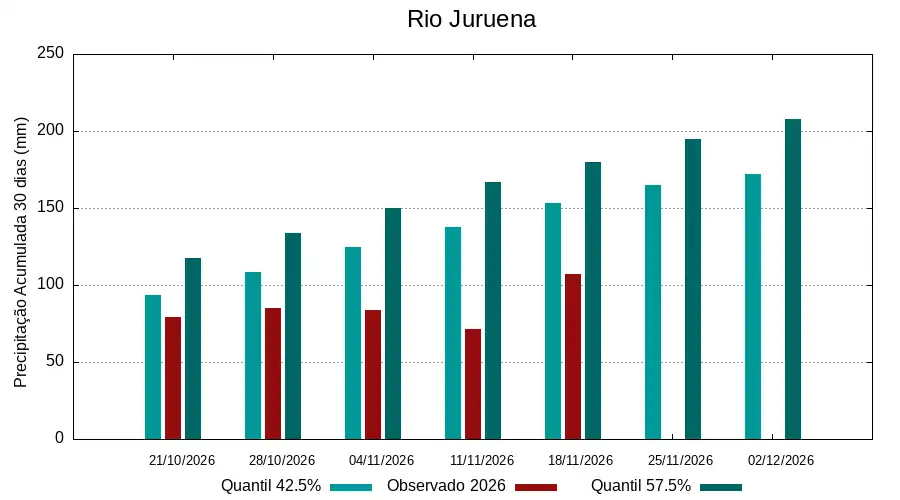 Rio Juruena
Precipitação Acumulada 30 dias (mm)
250
200
150
100
50
0
21/10/2026 28/10/2026 04/11/2026 11/11/2026 18/11/2026 25/11/2026 02/12/2026
Quantil 42.5% Observado 2026 Quantil 57.5%